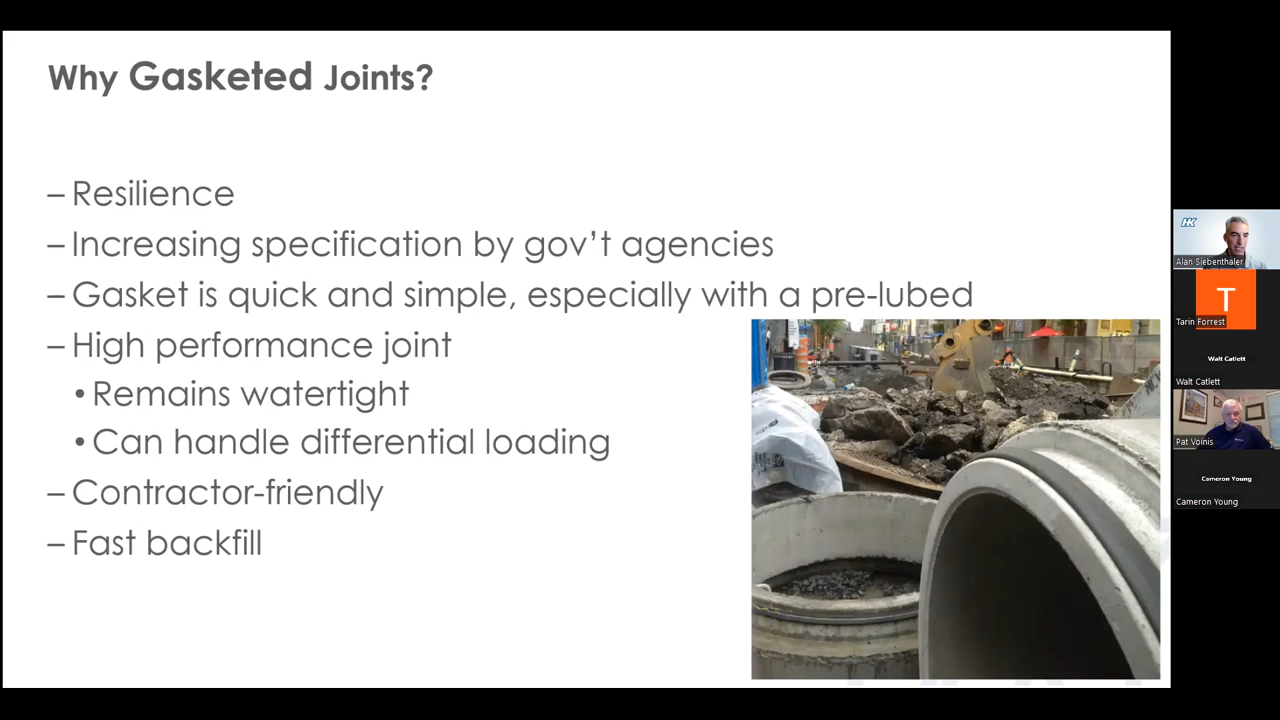 Why Gasketed Joints?
– Resilience
– Increasing specification by gov't agencies
– Gasket is quick and simple, especially with a pre-lubed
– High performance joint
• Remains watertight
• Can handle differential loading
– Contractor-friendly
– Fast backfill
HK
Alan Siebenthaler
T
Tarin Forrest
Walt Catlett
Walt Catlett
Pat Voinis
Cameron Young
Cameron Young